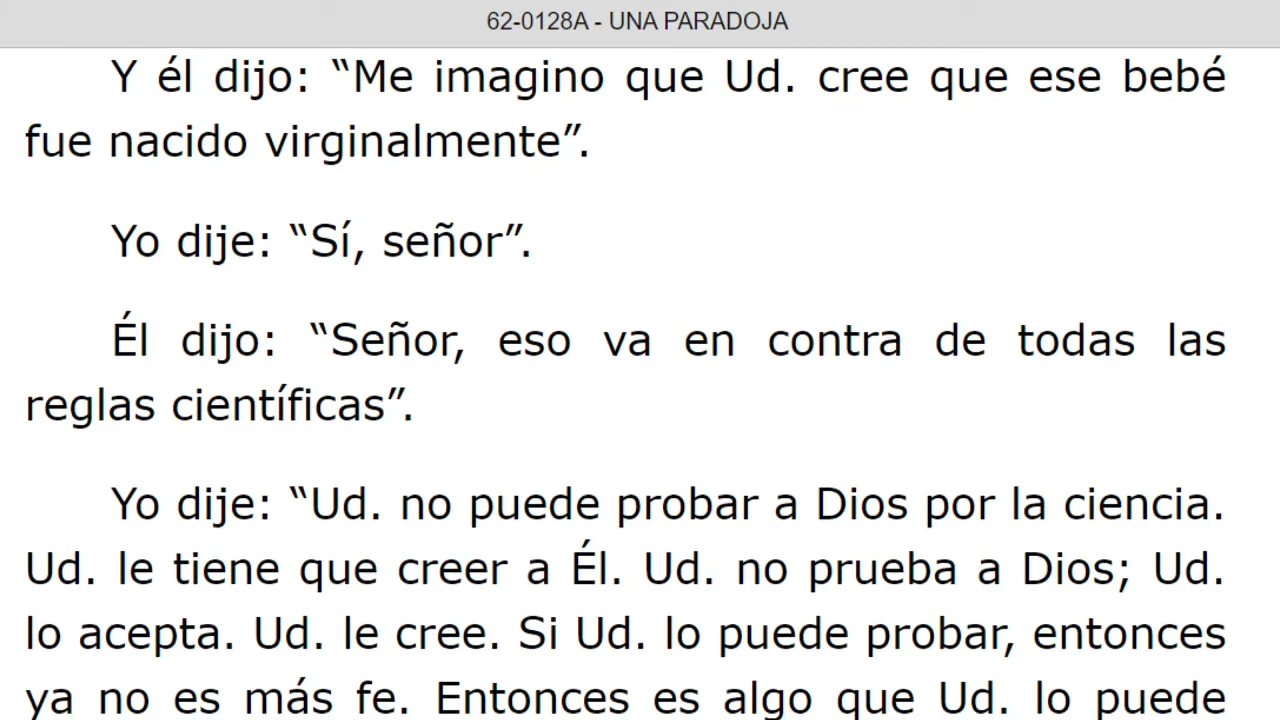 62-0128A - UNA PARADOJA
Y él dijo: “Me imagino que Ud. cree que ese bebé
fue nacido virginalmente”.
Yo dije: “Sí, señor”.
Él dijo: “Señor, eso va en contra de todas las
reglas científicas”.
Yo dije: “Ud. no puede probar a Dios por la ciencia.
Ud. le tiene que creer a Él. Ud. no prueba a Dios; Ud.
lo acepta. Ud. le cree. Si Ud. lo puede probar, entonces
ya no es más fe. Entonces es algo que Ud. lo puede